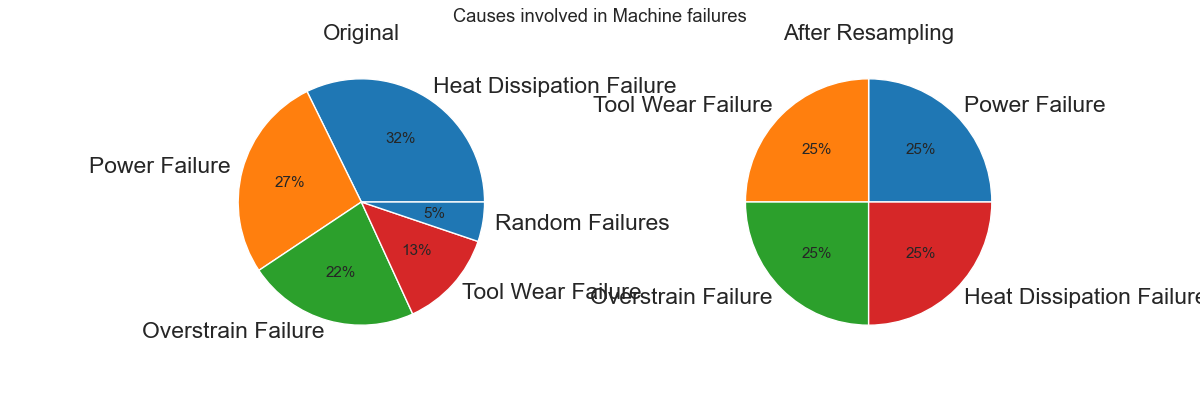 Causes involved in Machine failures
Original
Heat Dissipation Failure
32%
Power Failure
27%
Overstrain Failure
22%
Tool Wear Failure
13%
Random Failures
5%
After Resampling
Power Failure
25%
Tool Wear Failure
25%
Overstrain Failure
25%
Heat Dissipation Failure
25%